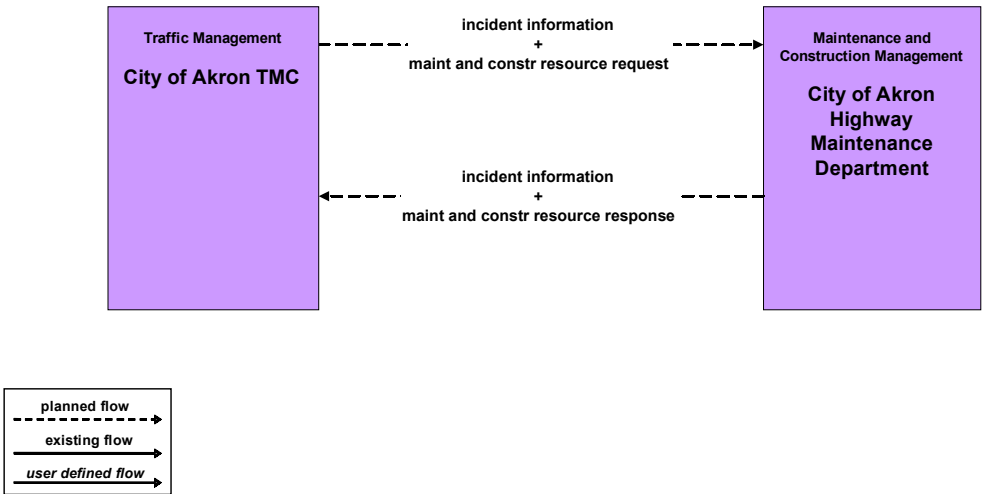 Traffic Management
City of Akron TMC
incident information
+
maint and constr resource request
Maintenance and
Construction Management
City of Akron
Highway
Maintenance
Department
incident information
+
maint and constr resource response
planned flow
existing flow
user defined flow